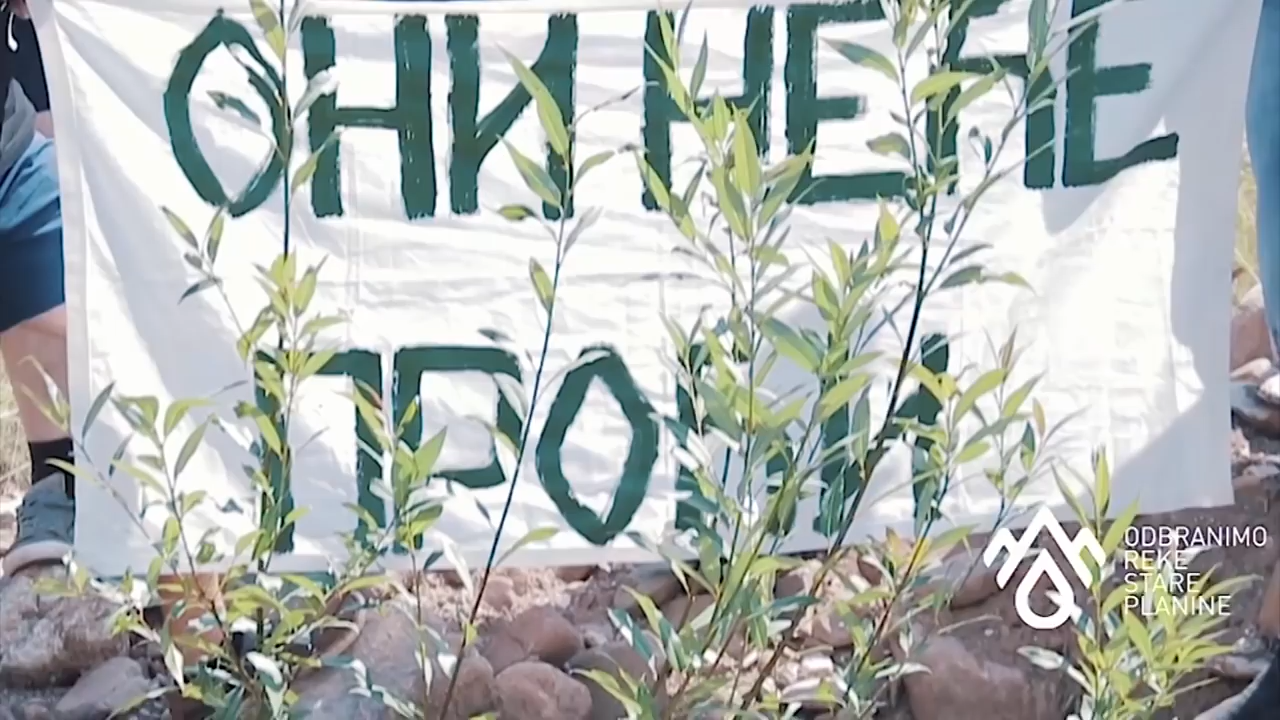 ОНИ НЕЋЕ
ПРОЋИ
ODBRANIMO
REKE
STARE
PLANINE